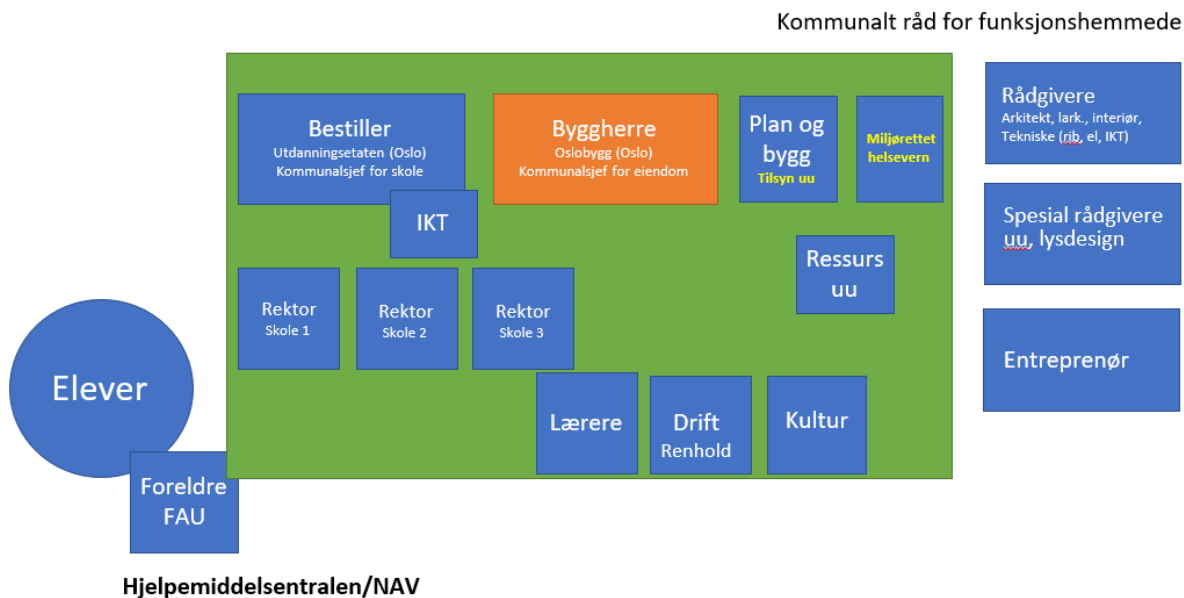 Kommunalt råd for funksjonshemmede
Bestiller
Utdanningsetaten (Oslo)
Kommunalsjef for skole
Byggherre
Oslobygg (Oslo)
Kommunalsjef for eiendom
Plan og
bygg
Tilsyn uu
Miljørettet
helsevern
Rådgivere
Arkitekt, lark., interiør,
Tekniske (rib, el, IKT)
IKT
Spesial rådgivere
uu, lysdesign
Ressurs
uu
Rektor
Skole 1
Rektor
Skole 2
Rektor
Skole 3
Entreprenør
Elever
Lærere
Drift
Renhold
Kultur
Foreldre
FAU
Hjelpemiddelsentralen/NAV